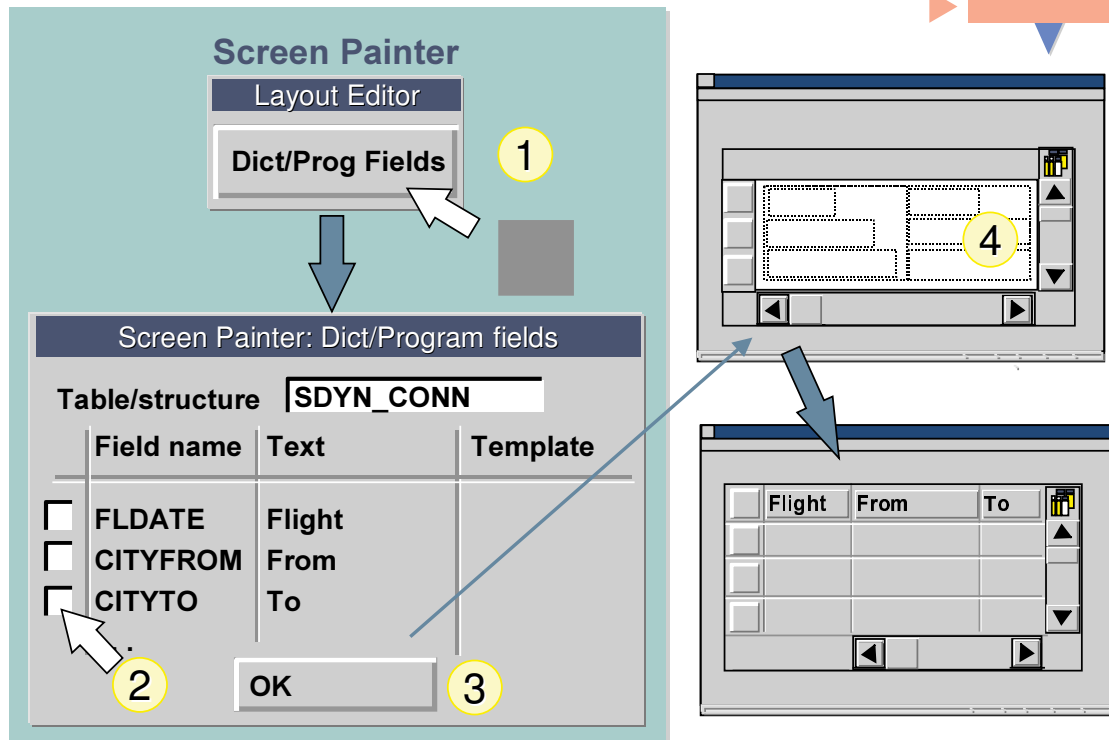 Screen Painter
Layout Editor
Dict/Prog Fields
1
Screen Painter: Dict/Program fields
Table/structure SDYN_CONN
Field name Text Template
FLDATE Flight
CITYFROM From
CITYTO To
. .
2
OK
3
4
Flight From To